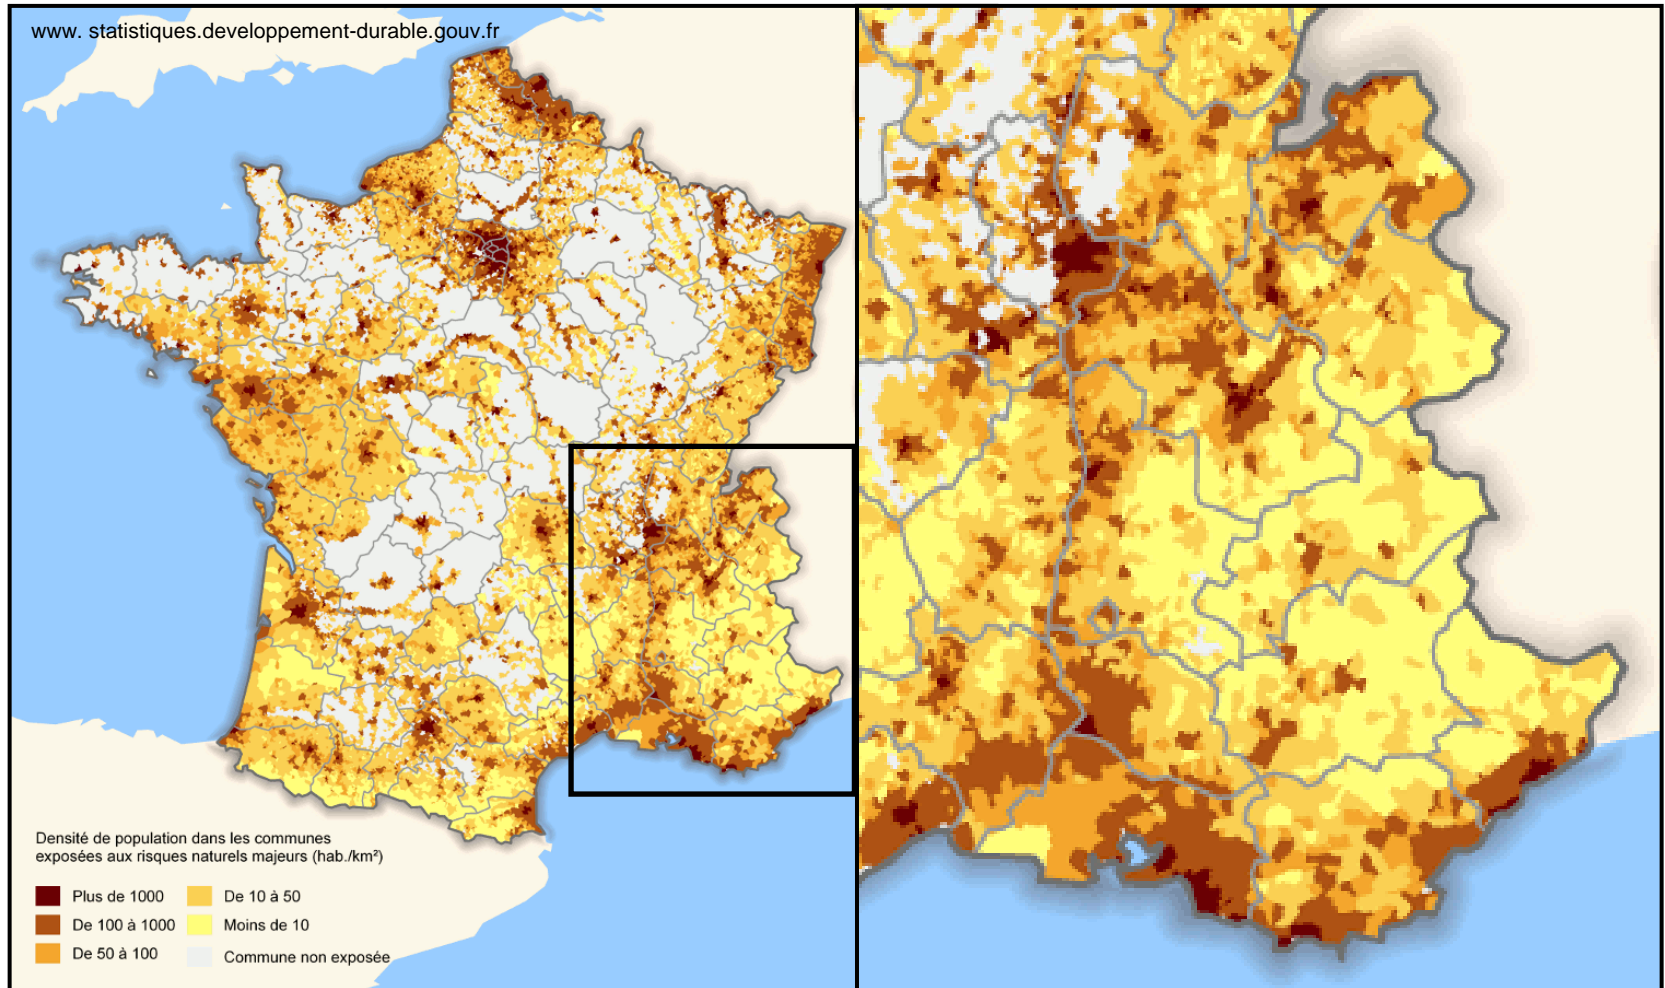 www. statistiques.developpement-durable.gouv.fr
Densité de population dans les communes
exposées aux risques naturels majeurs (hab./km²)
Plus de 1000
De 100 à 1000
De 50 à 100
De 10 à 50
Moins de 10
Commune non exposée